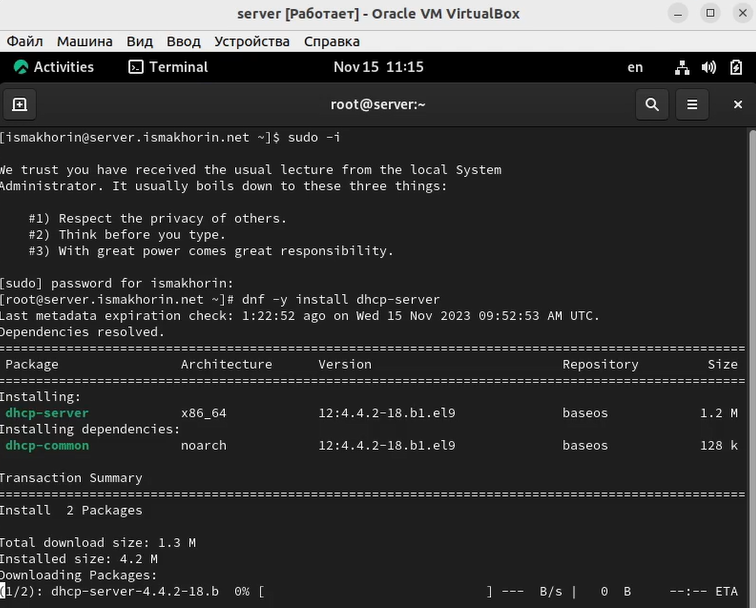 server [Работает] - Oracle VM VirtualBox
Файл Машина Вид Ввод Устройства Справка
Activities Terminal Nov 15 11:15 en
root@server:~
[ismakhorin@server.ismakhorin.net ~]$ sudo -i
We trust you have received the usual lecture from the local System
Administrator. It usually boils down to these three things:
#1) Respect the privacy of others.
#2) Think before you type.
#3) With great power comes great responsibility.
[sudo] password for ismakhorin:
[root@server.ismakhorin.net ~]# dnf -y install dhcp-server
Last metadata expiration check: 1:22:52 ago on Wed 15 Nov 2023 09:52:53 AM UTC.
Dependencies resolved.
================================================================================
Package Architecture Version Repository Size
================================================================================
Installing:
dhcp-server x86_64 12:4.4.2-18.b1.el9 baseos 1.2 M
Installing dependencies:
dhcp-common noarch 12:4.4.2-18.b1.el9 baseos 128 k
Transaction Summary
================================================================================
Install 2 Packages
Total download size: 1.3 M
Installed size: 4.2 M
Downloading Packages:
(1/2): dhcp-server-4.4.2-18.b 0% [ ] --- B/s | 0 B --:-- ETA